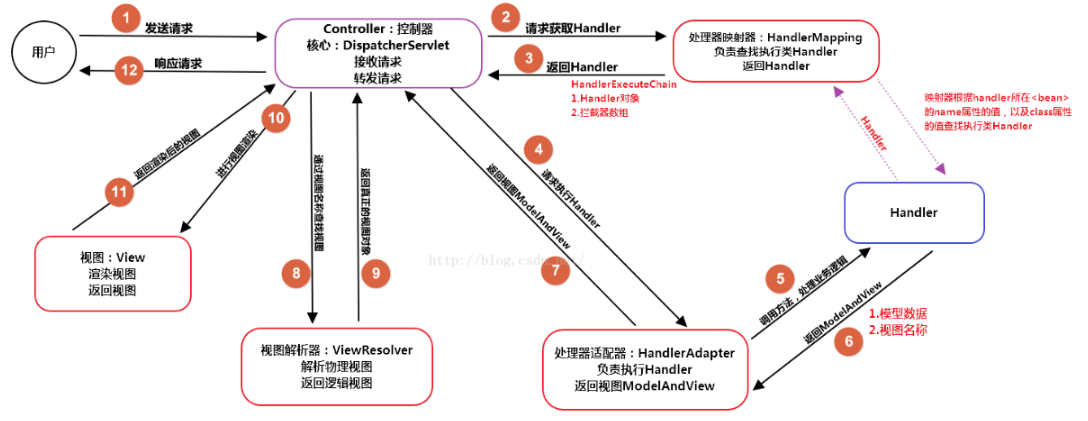 1
发送请求
用户
12
响应请求
Controller：控制器
核心：DispatcherServlet
接收请求
转发请求
2
请求获取Handler
3
返回Handler
HandlerExecuteChain
1.Handler对象
2.拦截器数组
处理器映射器：HandlerMapping
负责查找执行类Handler
返回Handler
映射器根据handler所在<bean>
的name属性的值，以及class属性
的值查找执行类Handler
Handler
Handler
4
请求执行Handler
5
调用方法，处理业务逻辑
6
返回ModelAndView
1.模型数据
2.视图名称
处理器适配器：HandlerAdapter
负责执行Handler
返回视图ModelAndView
7
返回视图ModelAndView
8
通过视图名称查找视图
9
返回真正的视图对象
视图解析器：ViewResolver
解析物理视图
返回逻辑视图
10
进行视图渲染
11
返回渲染后的视图
视图：View
渲染视图
返回视图
http://blog.csdn.net/